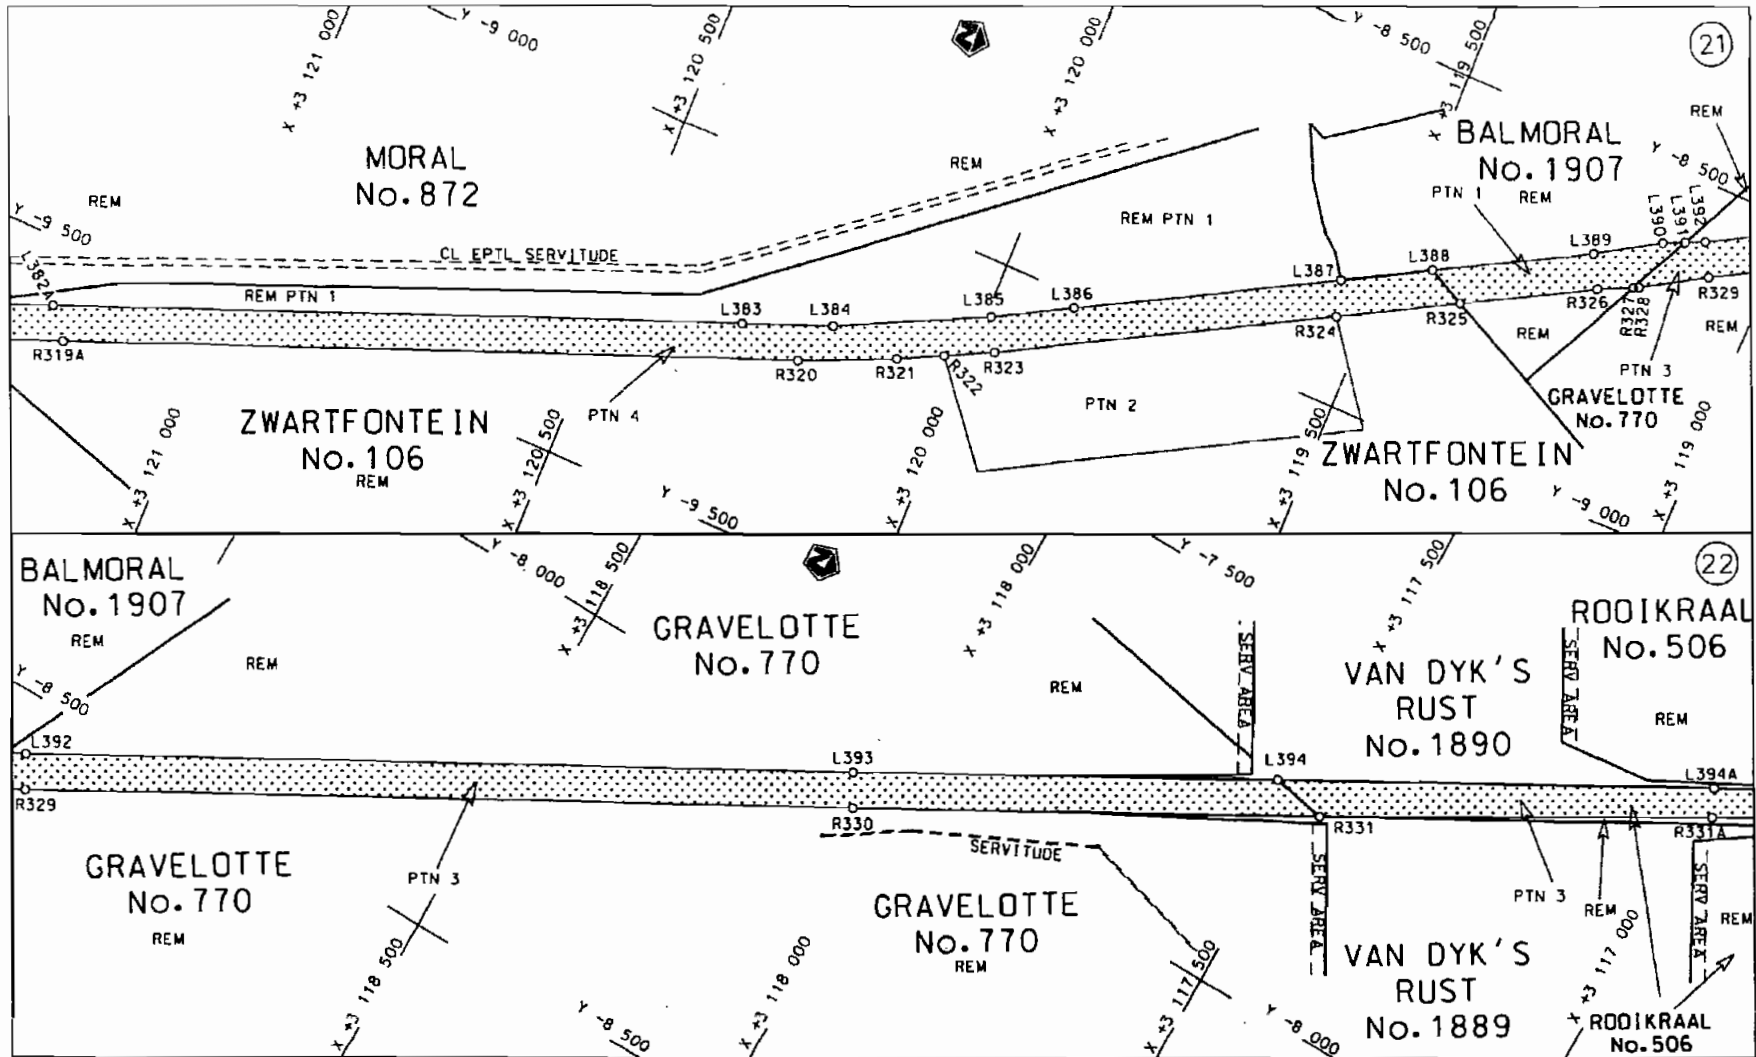 X +3 121 000
Y -9 000
X +3 120 500
X +3 120 000
Y -8 500
X +3 119 500
21
MORAL
No.872
REM
REM
BALMORAL
No.1907
REM
REM
Y -8 500
PTN 1
REM PTN 1
Y -9 500
CL EPTL SERVITUDE
REM PTN 1
L382A
L383
L384
L385
L386
L387
L388
L389
L390
L391
L392
R319A
R320
R321
R322
R323
R324
R325
R326
R327
R328
R329
REM
REM
PTN 3
GRAVELOTTE
No.770
ZWARTFONTEIN
No.106
REM
PTN 4
PTN 2
ZWARTFONTEIN
No.106
X +3 121 000
X +3 120 500
Y -9 500
X +3 120 000
X +3 119 500
Y -9 000
X +3 119 000
BALMORAL
No.1907
REM
REM
Y -8 000
X +3 118 500
GRAVELOTTE
No.770
REM
X +3 118 000
Y -7 500
X +3 117 500
22
SERV AREA
VAN DYK'S
RUST
No.1890
SERV AREA
ROOIKRAAL
No.506
REM
Y -8 500
L392
L393
L394
L394A
R329
R330
R331
R331A
SERVITUDE
GRAVELOTTE
No.770
REM
PTN 3
X +3 118 500
Y -8 500
X +3 118 000
GRAVELOTTE
No.770
REM
X +3 117 500
Y -8 000
SERV AREA
VAN DYK'S
RUST
No.1889
PTN 3
REM
X +3 117 000
SERV AREA
REM
ROOIKRAAL
No.506